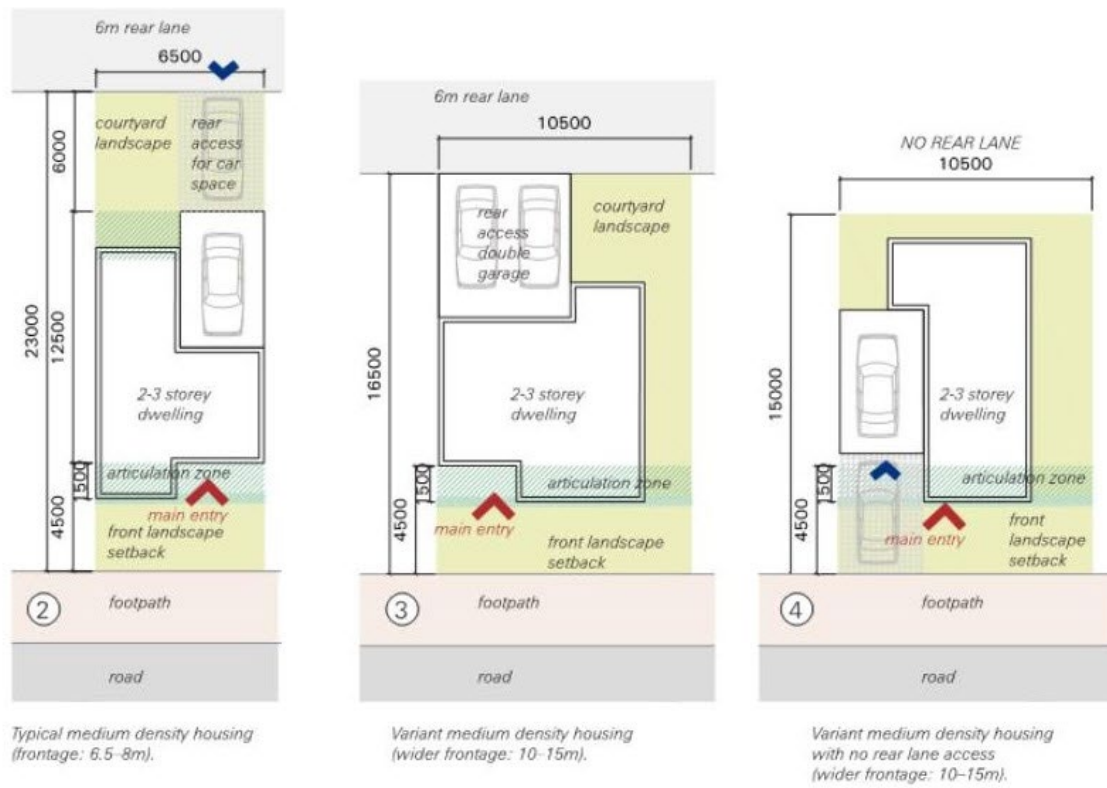 6m rear lane
6500
courtyard
landscape
rear
access
for car
space
6000
23000
12500
2-3 storey
dwelling
articulation zone
1500
4500
main entry
front landscape
setback
2
footpath
road
Typical medium density housing
(frontage: 6.5–8m).
6m rear lane
10500
rear
access
double
garage
courtyard
landscape
16500
2-3 storey
dwelling
1500
4500
articulation zone
main entry
front landscape
setback
3
footpath
road
Variant medium density housing
(wider frontage: 10–15m).
NO REAR LANE
10500
15000
2-3 storey
dwelling
1500
4500
articulation zone
main entry
front
landscape
setback
4
footpath
road
Variant medium density housing
with no rear lane access
(wider frontage: 10–15m).